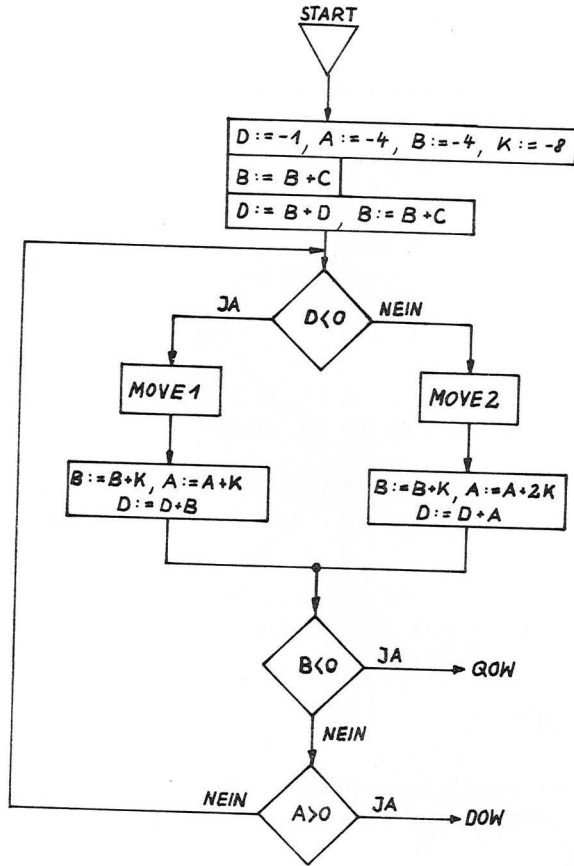 START
D:=-1, A:=-4, B:=-4, K:=-8
B:=B+C
D:=B+D, B:=B+C
D<0
JA
NEIN
MOVE1
MOVE2
B:=B+K, A:=A+K
D:=D+B
B:=B+K, A:=A+2K
D:=D+A
B<0
JA
QOW
NEIN
A>0
NEIN
JA
DOW